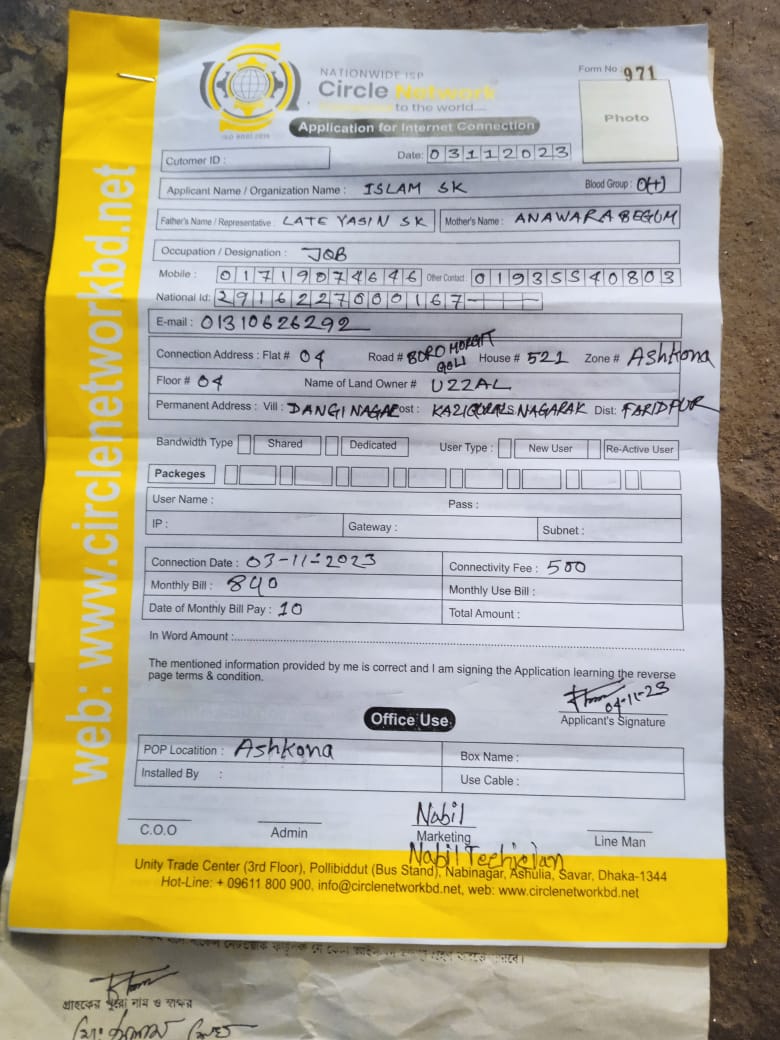 NATIONWIDE ISP
Circle Network
to the world....
ISO 9001:2015
Form No : 971
Photo
Application for Internet Connection
Cutomer ID :
Date: 03112023
Applicant Name / Organization Name : ISLAM SK
Blood Group : O(+)
Father's Name / Representative : LATE YASIN SK
Mother's Name : ANAWARA BEGUM
Occupation / Designation : JOB
Mobile : 01719074646 Other Contact : 01935540803
National Id: 2916227000167
E-mail : 01310626292
Connection Address : Flat # 04 Road # BORO MORGIT GOLI House # 521 Zone # Ashkona
Floor # 04 Name of Land Owner # UZZAL
Permanent Address : Vill : DANGINAGAR Post : NAGARAK Dist: FARIDPUR
Bandwidth Type Shared Dedicated User Type : New User Re-Active User
Packeges
User Name : Pass :
IP : Gateway : Subnet :
Connection Date : 03-11-2023 Connectivity Fee : 500
Monthly Bill : 840 Monthly Use Bill :
Date of Monthly Bill Pay : 10 Total Amount :
In Word Amount :
The mentioned information provided by me is correct and I am signing the Application learning the reverse
page terms & condition.
04-11-23
Applicant's Signature
Office Use
POP Locatition : Ashkona Box Name :
Installed By : Use Cable :
Nabil
C.O.O Admin Marketing Line Man
Nabil
Unity Trade Center (3rd Floor), Pollibiddut (Bus Stand), Nabinagar, Ashulia, Savar, Dhaka-1344
Hot-Line: + 09611 800 900, info@circlenetworkbd.net, web: www.circlenetworkbd.net
web: www.circlenetworkbd.net
গ্রাহকের পুরো নাম ও স্বাক্ষর